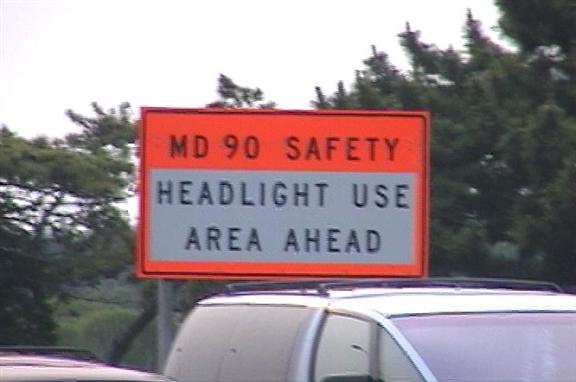 MD 90 SAFETY
HEADLIGHT USE
AREA AHEAD